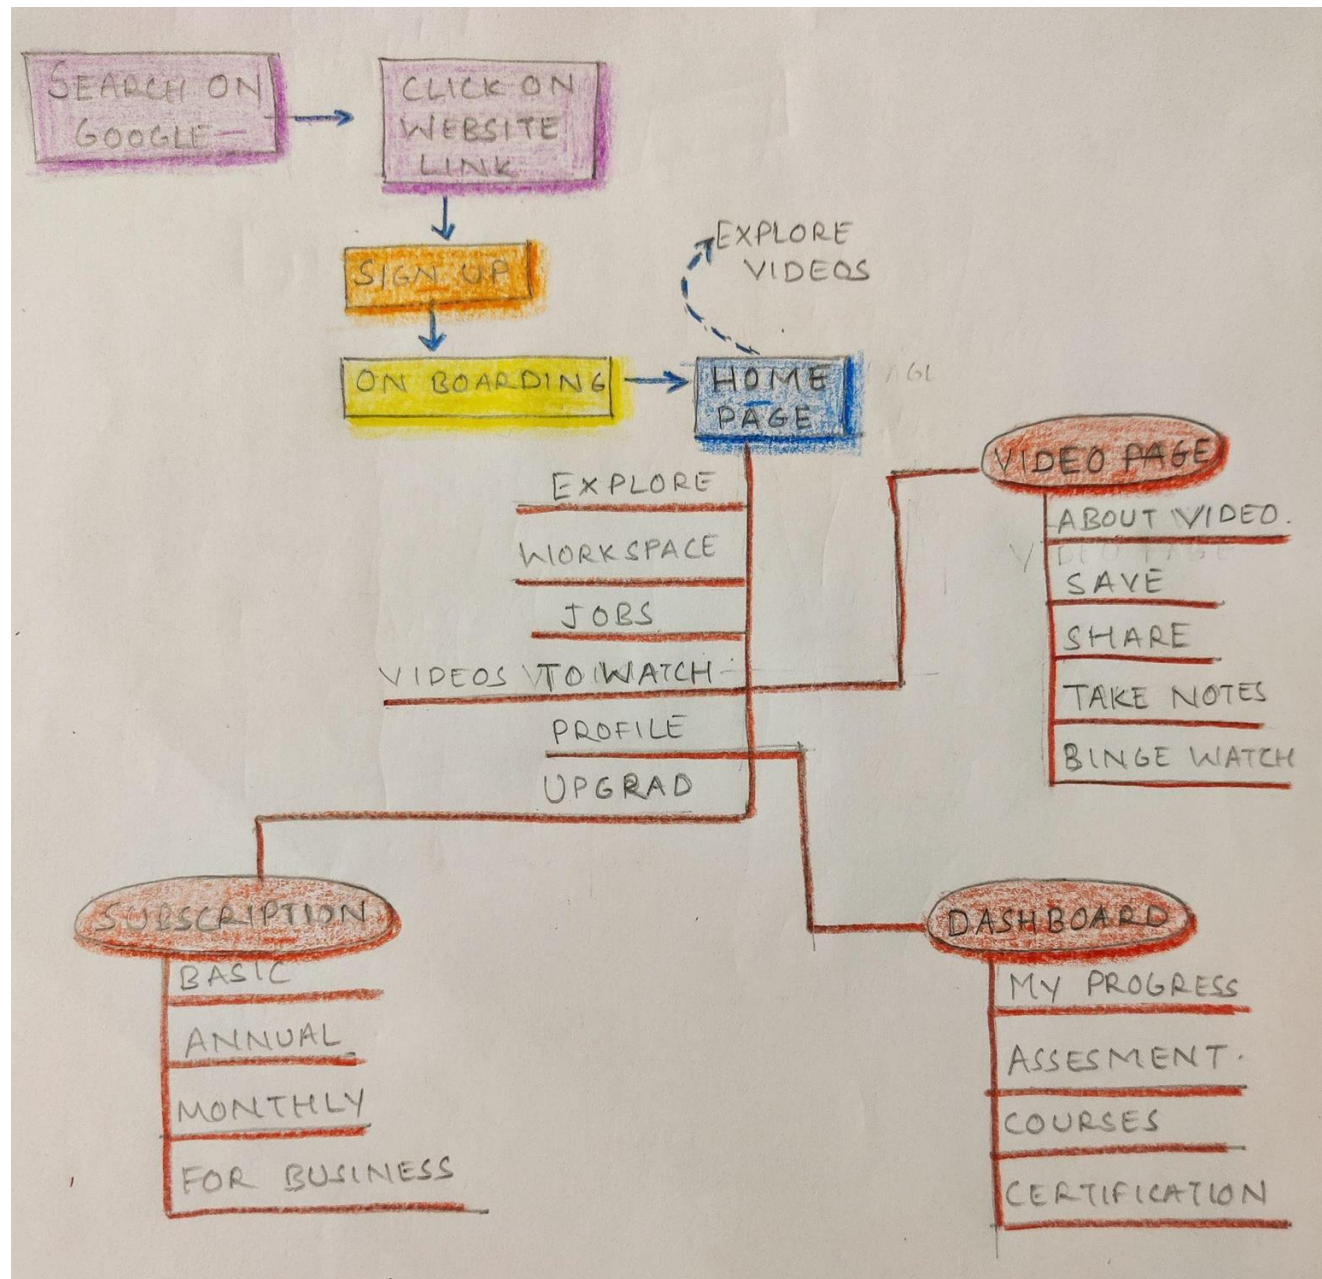 SEARCH ON
GOOGLE
CLICK ON
WEBSITE
LINK
SIGN UP
EXPLORE
VIDEOS
ON BOARDING
HOME
PAGE
EXPLORE
WORKSPACE
JOBS
VIDEOS TO WATCH
PROFILE
UPGRAD
VIDEO PAGE
ABOUT VIDEO.
VIDEO PAGE
SAVE
SHARE
TAKE NOTES
BINGE WATCH
SUBSCRIPTION
BASIC
ANNUAL
MONTHLY
FOR BUSINESS
DASHBOARD
MY PROGRESS
ASSESMENT.
COURSES
CERTIFICATION